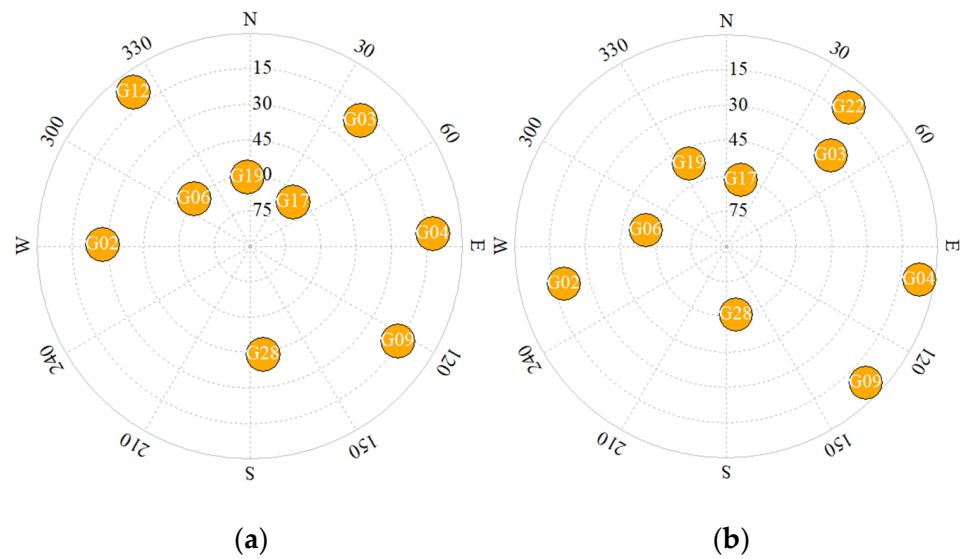 N N
330 30 330 30
15 15
G12 G22
30 30
G03
300 60 300 60
45 45
G03
G19 0 G19 G17
G06 G17
75 75
G04 G06
W G02 E W E
G02 G04
G28
G09
G28
240 120 240 120
G09
210 150 210 150
S S
(a) (b)